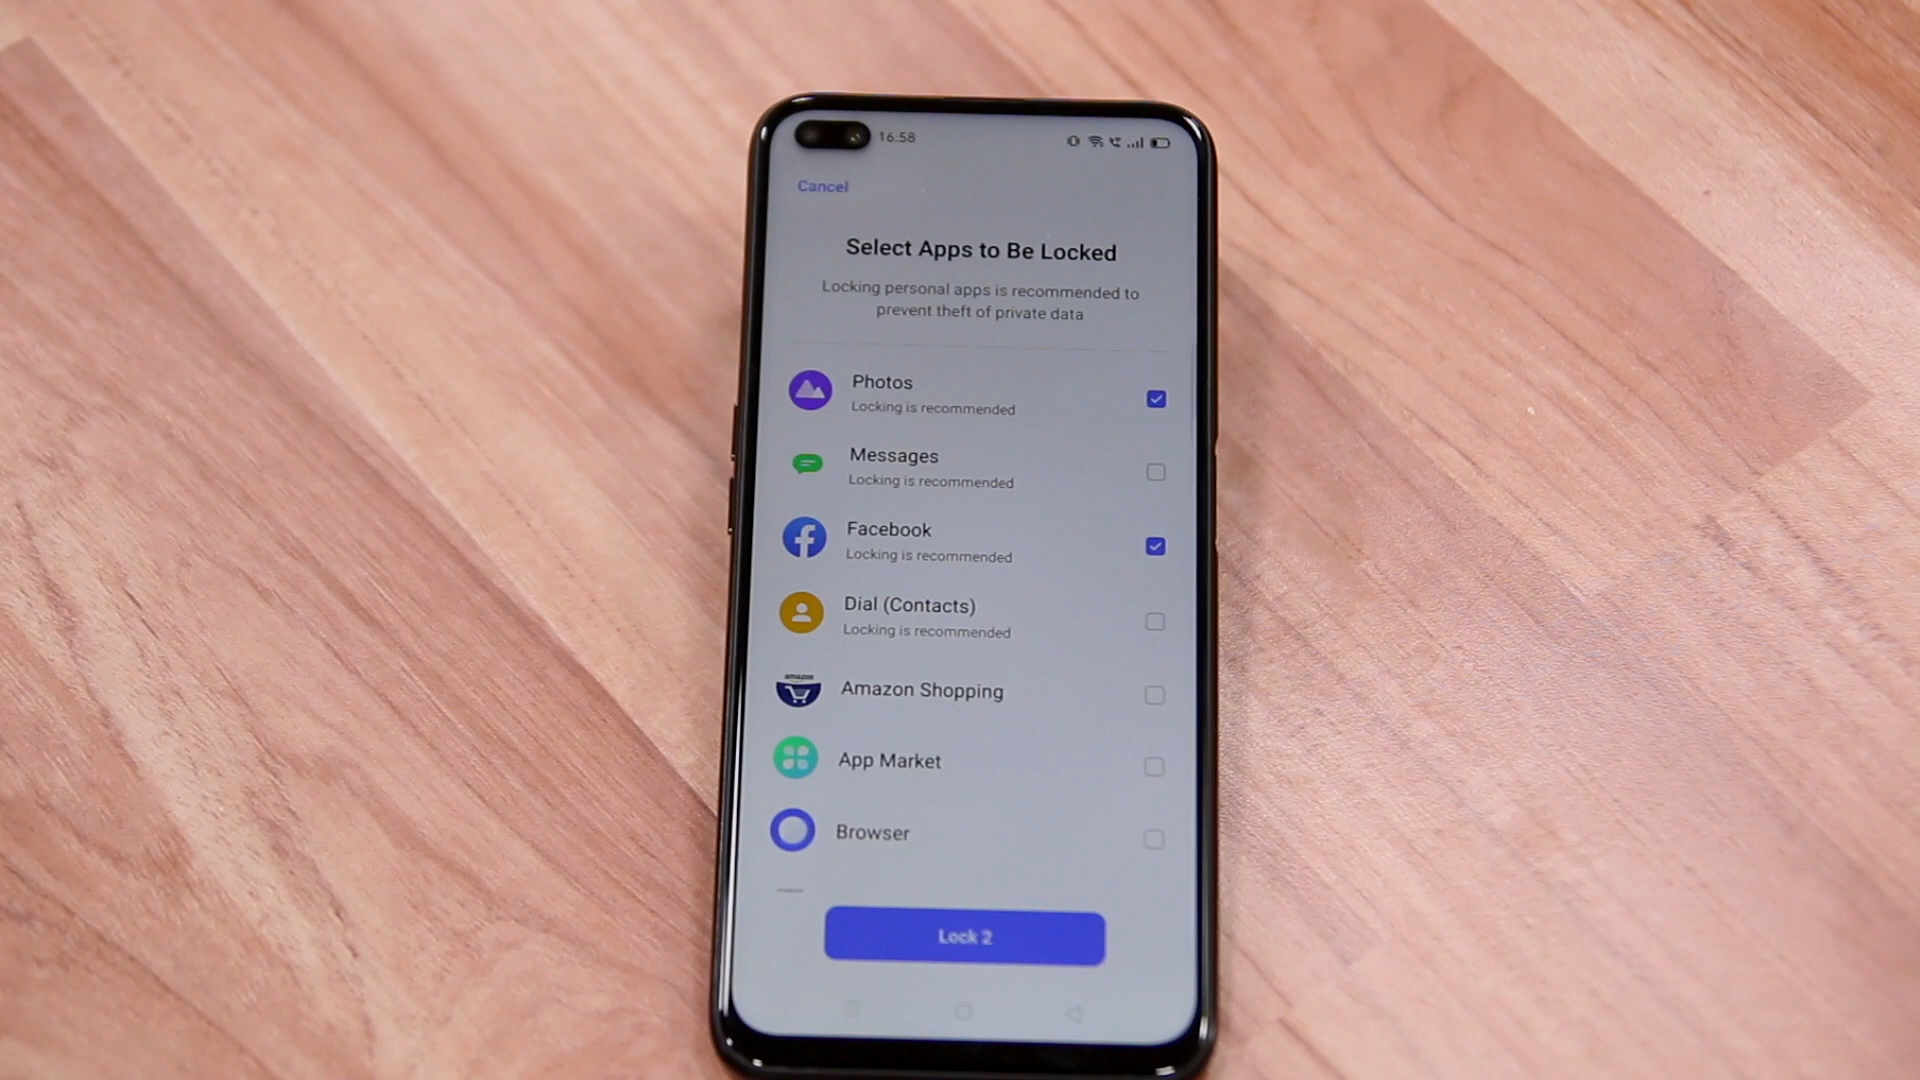 16:58
Cancel
Select Apps to Be Locked
Locking personal apps is recommended to
prevent theft of private data
Photos
Locking is recommended
Messages
Locking is recommended
Facebook
Locking is recommended
Dial (Contacts)
Locking is recommended
amazon
Amazon Shopping
App Market
Browser
Lock 2